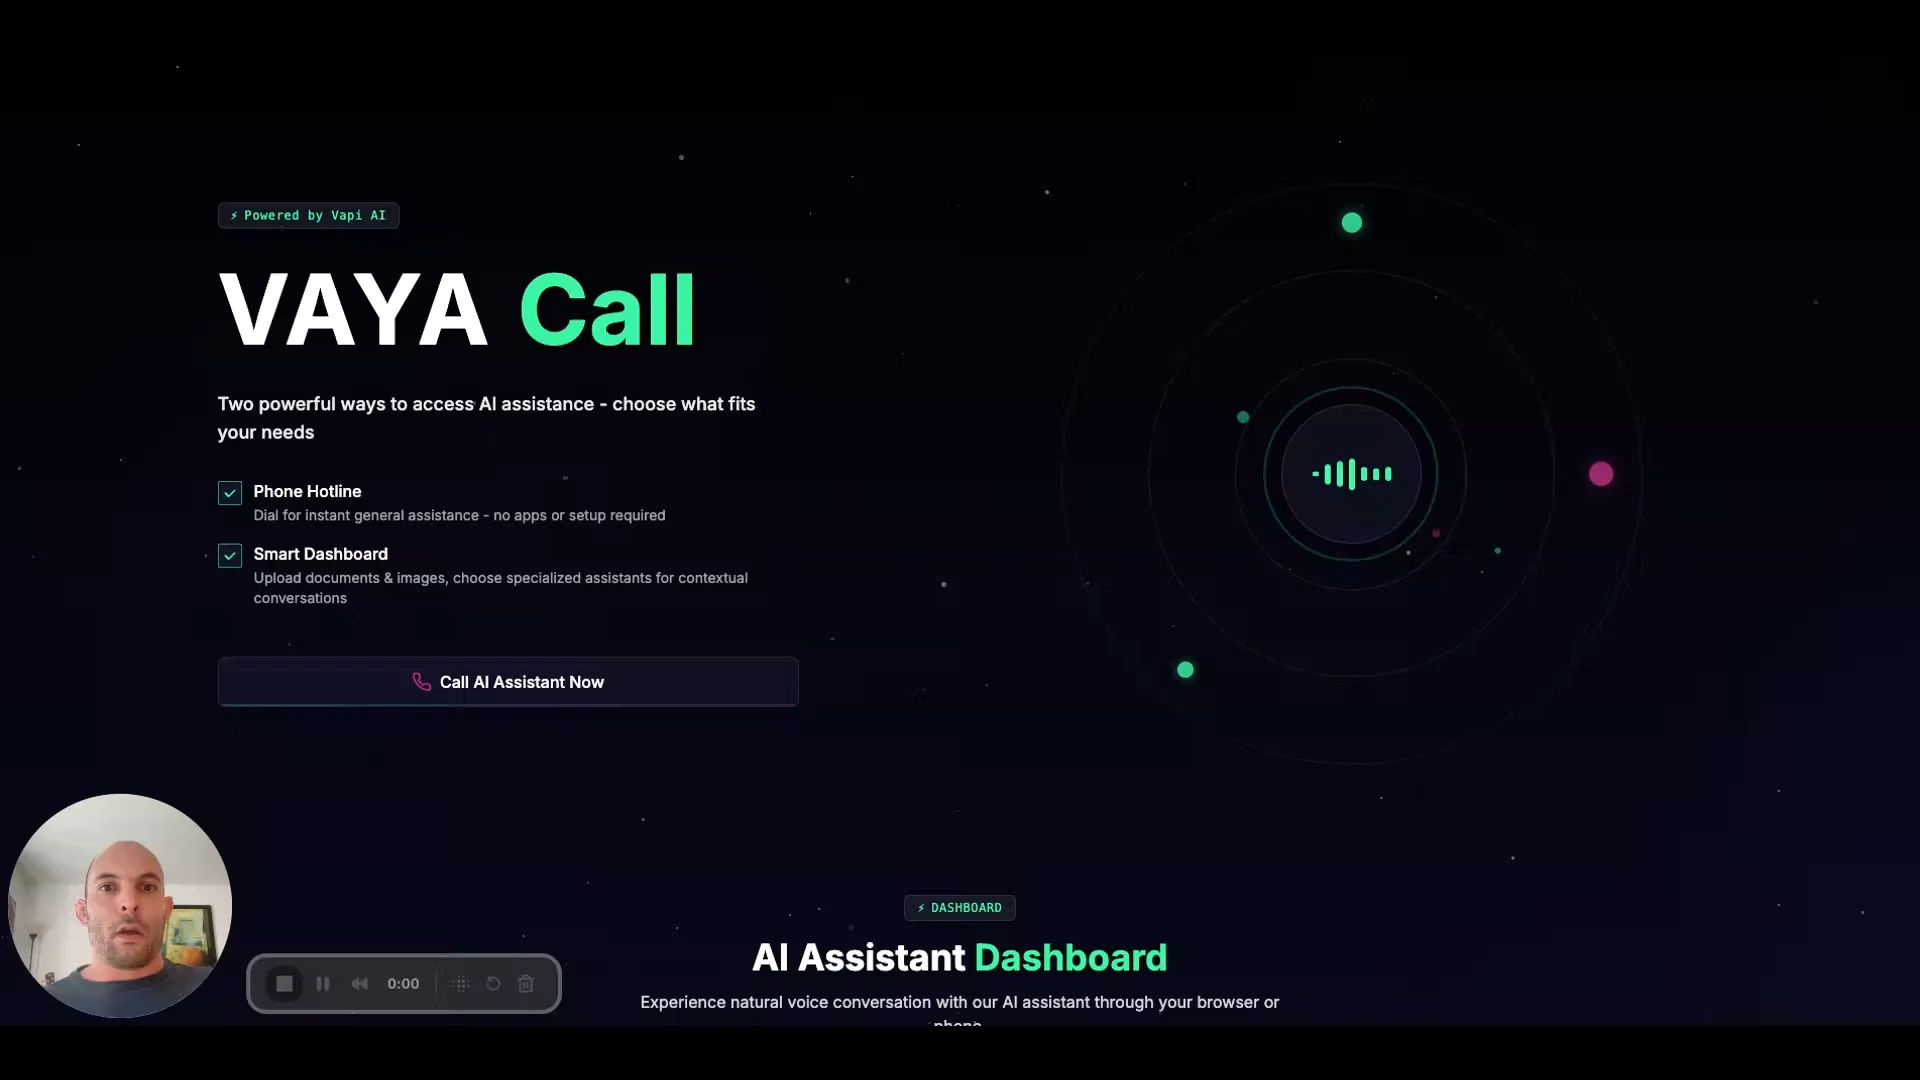 ⚡ Powered by Vapi AI
VAYA Call
Two powerful ways to access AI assistance - choose what fits
your needs
Phone Hotline
Dial for instant general assistance - no apps or setup required
Smart Dashboard
Upload documents & images, choose specialized assistants for contextual
conversations
Call AI Assistant Now
0:00
⚡ DASHBOARD
AI Assistant Dashboard
Experience natural voice conversation with our AI assistant through your browser or
phone